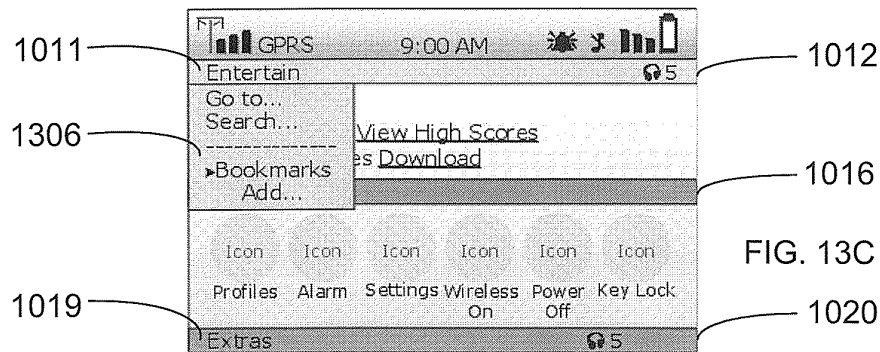 1011
GPRS
9:00 AM
1012
Entertain
5
Go to...
Search...
1306
View High Scores
es Download
▸Bookmarks
Add...
1016
Icon Icon Icon Icon Icon Icon
FIG. 13C
Profiles Alarm Settings Wireless On Power Off Key Lock
1019
Extras
5
1020